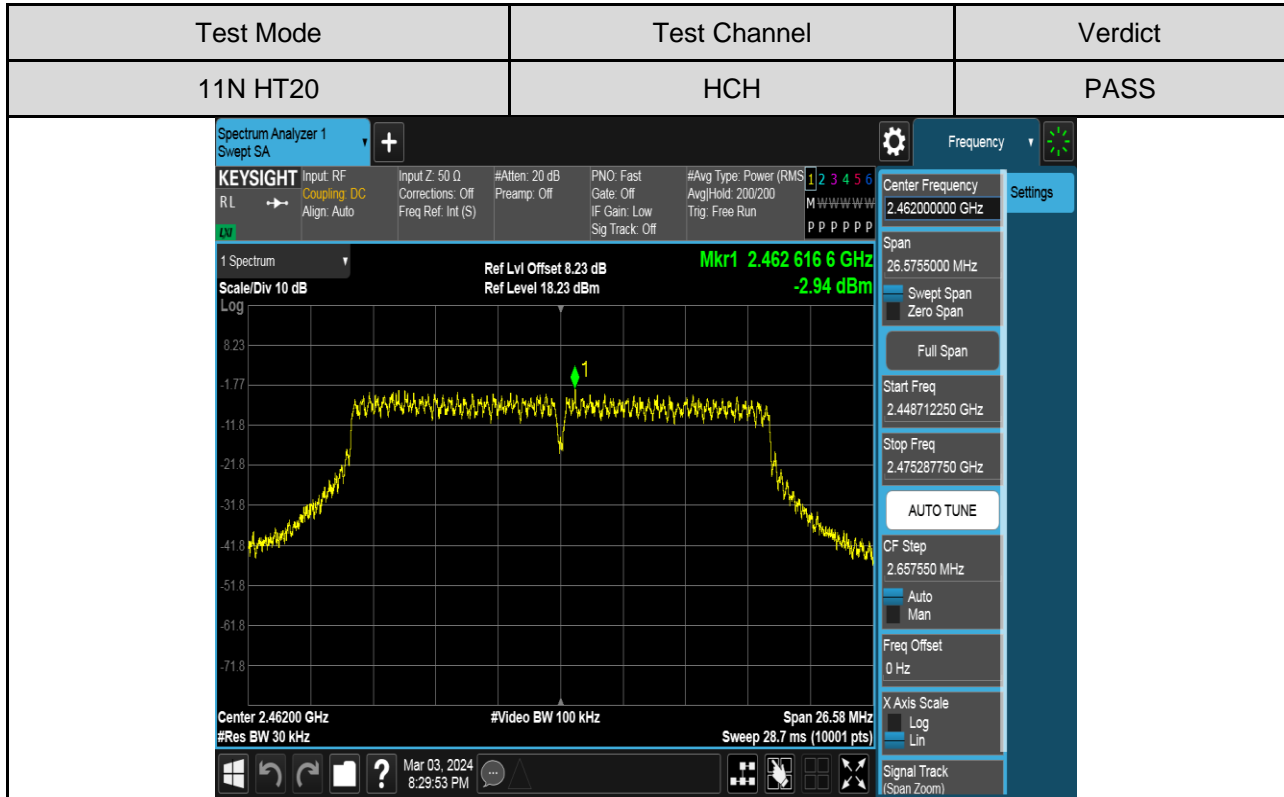 Test Mode Test Channel Verdict
11N HT20 HCH PASS
Spectrum Analyzer 1
Swept SA
+
Frequency
KEYSIGHT
RL
LXI
Input: RF
Coupling: DC
Align: Auto
Input Z: 50 Ω
Corrections: Off
Freq Ref: Int (S)
#Atten: 20 dB
Preamp: Off
PNO: Fast
Gate: Off
IF Gain: Low
Sig Track: Off
#Avg Type: Power (RMS
Avg|Hold: 200/200
Trig: Free Run
1 2 3 4 5 6
M W W W W W
P P P P P P
1 Spectrum
Scale/Div 10 dB
Log
Ref Lvl Offset 8.23 dB
Ref Level 18.23 dBm
Mkr1 2.462 616 6 GHz
-2.94 dBm
1
8.23
-1.77
-11.8
-21.8
-31.8
-41.8
-51.8
-61.8
-71.8
Center 2.46200 GHz
#Res BW 30 kHz
#Video BW 100 kHz
Span 26.58 MHz
Sweep 28.7 ms (10001 pts)
Center Frequency
2.462000000 GHz
Settings
Span
26.5755000 MHz
Swept Span
Zero Span
Full Span
Start Freq
2.448712250 GHz
Stop Freq
2.475287750 GHz
AUTO TUNE
CF Step
2.657550 MHz
Auto
Man
Freq Offset
0 Hz
X Axis Scale
Log
Lin
Signal Track
(Span Zoom)
?
Mar 03, 2024
8:29:53 PM